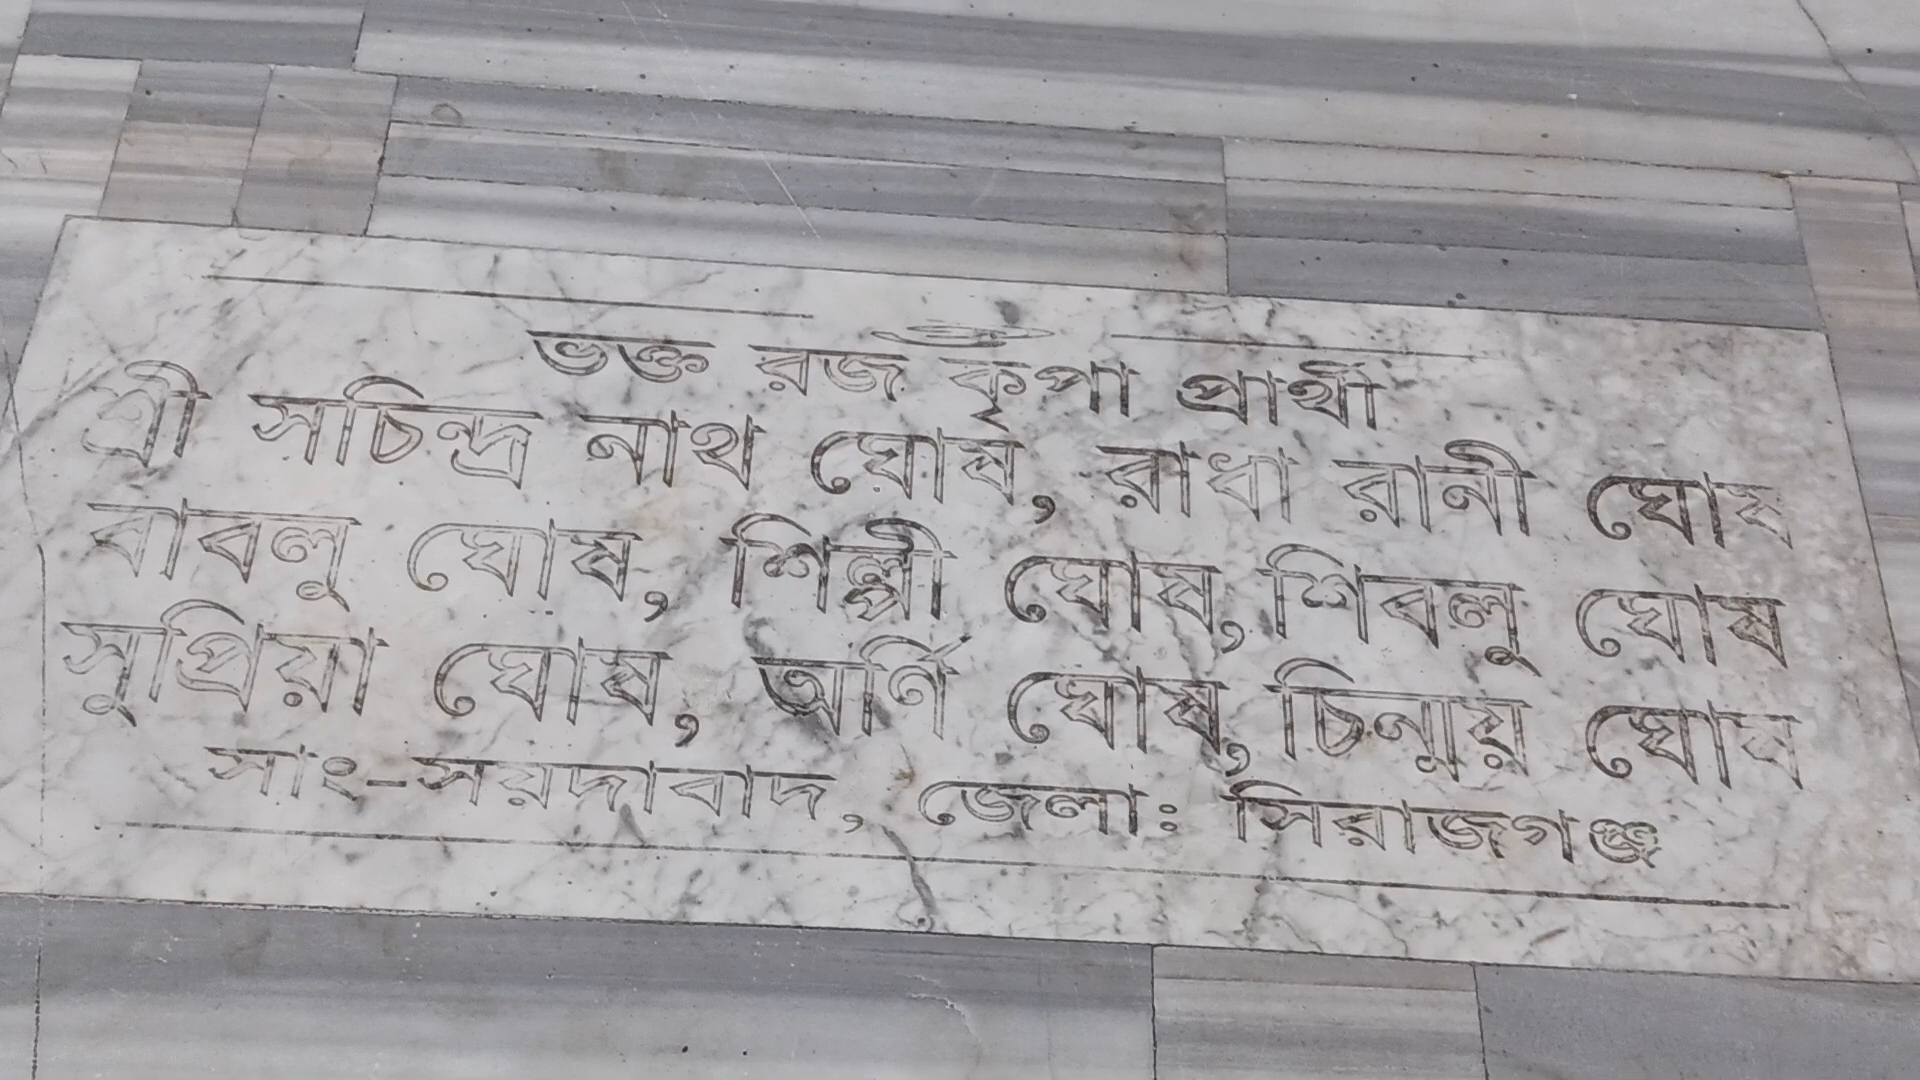 ভক্ত রজ কৃপা প্রার্থী
শ্রী সচিন্দ্র নাথ ঘোষ, রাধা রানী ঘোষ
বাবলু ঘোষ, শিল্পী ঘোষ, শিবলু ঘোষ
সুপ্রিয়া ঘোষ, অর্ণি ঘোষ, চিন্ময় ঘোষ
সাং-সয়দাবাদ, জেলাঃ সিরাজগঞ্জ